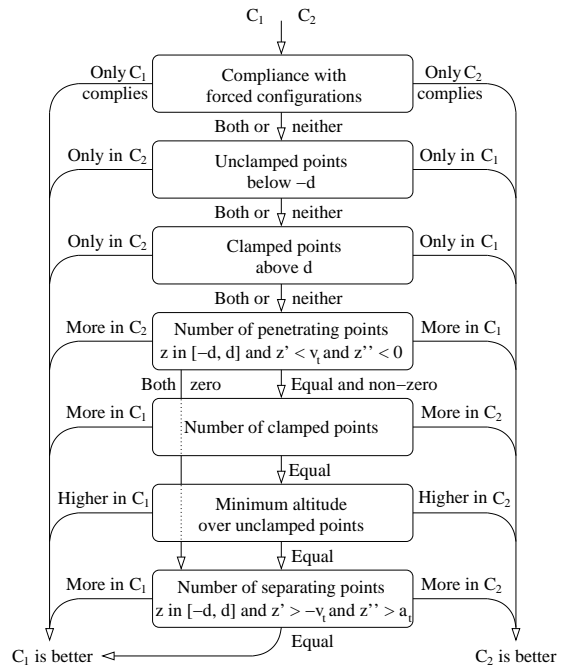 C₁ C₂
Only C₁ complies
Compliance with
forced configurations
Only C₂ complies
Both or neither
Only in C₂
Unclamped points
below −d
Only in C₁
Both or neither
Only in C₂
Clamped points
above d
Only in C₁
Both or neither
More in C₂
Number of penetrating points
z in [−d, d] and z' < vₜ and z'' < 0
More in C₁
Both zero
Equal and non−zero
More in C₁
Number of clamped points
More in C₂
Equal
Higher in C₁
Minimum altitude
over unclamped points
Higher in C₂
Equal
More in C₁
Number of separating points
z in [−d, d] and z' > −vₜ and z'' > aₜ
More in C₂
Equal
C₁ is better
C₂ is better